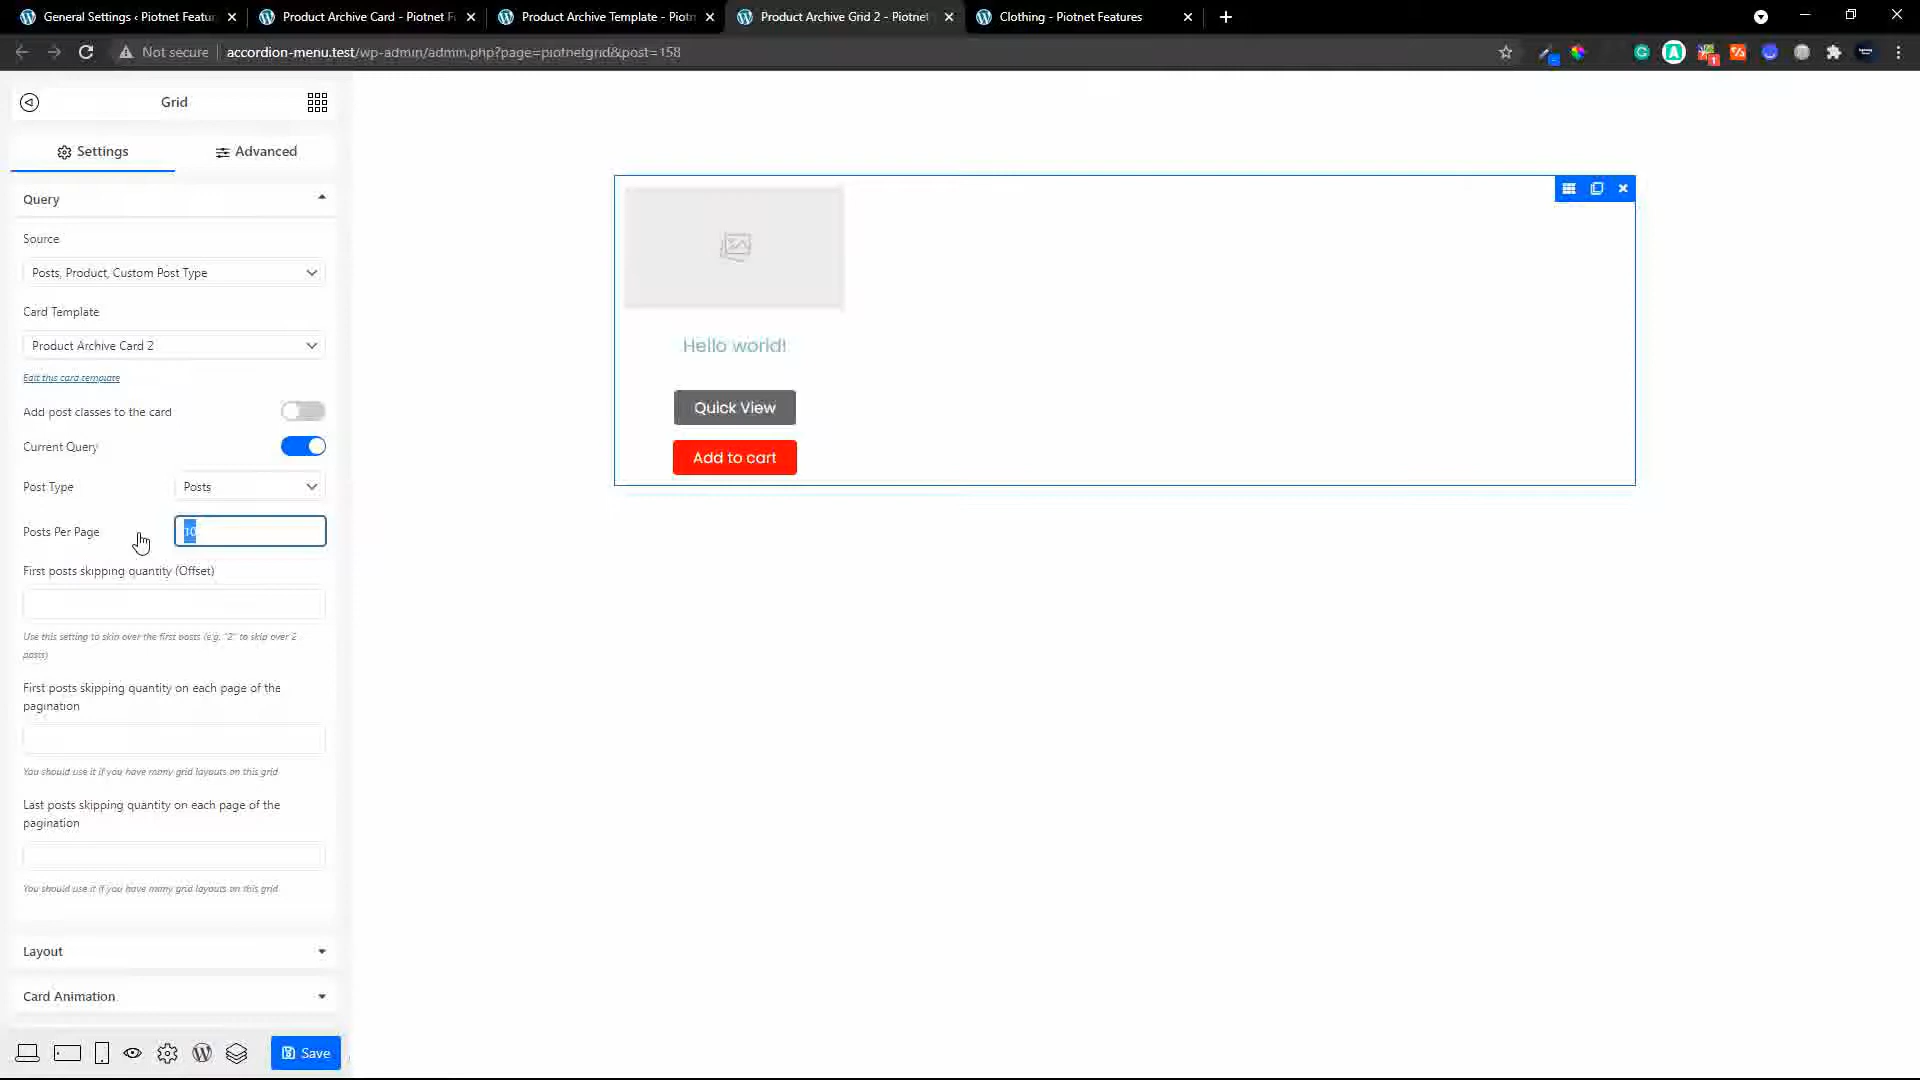 General Settings ‹ Piotnet Featur
Product Archive Card - Piotnet F
Product Archive Template - Piotn
Product Archive Grid 2 - Piotnet
Clothing - Piotnet Features
Not secure
accordion-menu.test/wp-admin/admin.php?page=piotnetgrid&post=158
Grid
Settings
Advanced
Query
Source
Posts, Product, Custom Post Type
Card Template
Product Archive Card 2
Edit this card template
Add post classes to the card
Current Query
Post Type
Posts
Posts Per Page
10
First posts skipping quantity (Offset)
Use this setting to skip over the first posts (e.g. "2" to skip over 2
posts)
First posts skipping quantity on each page of the
pagination
You should use it if you have many grid layouts on this grid
Last posts skipping quantity on each page of the
pagination
You should use it if you have many grid layouts on this grid
Layout
Card Animation
Save
Hello world!
Quick View
Add to cart